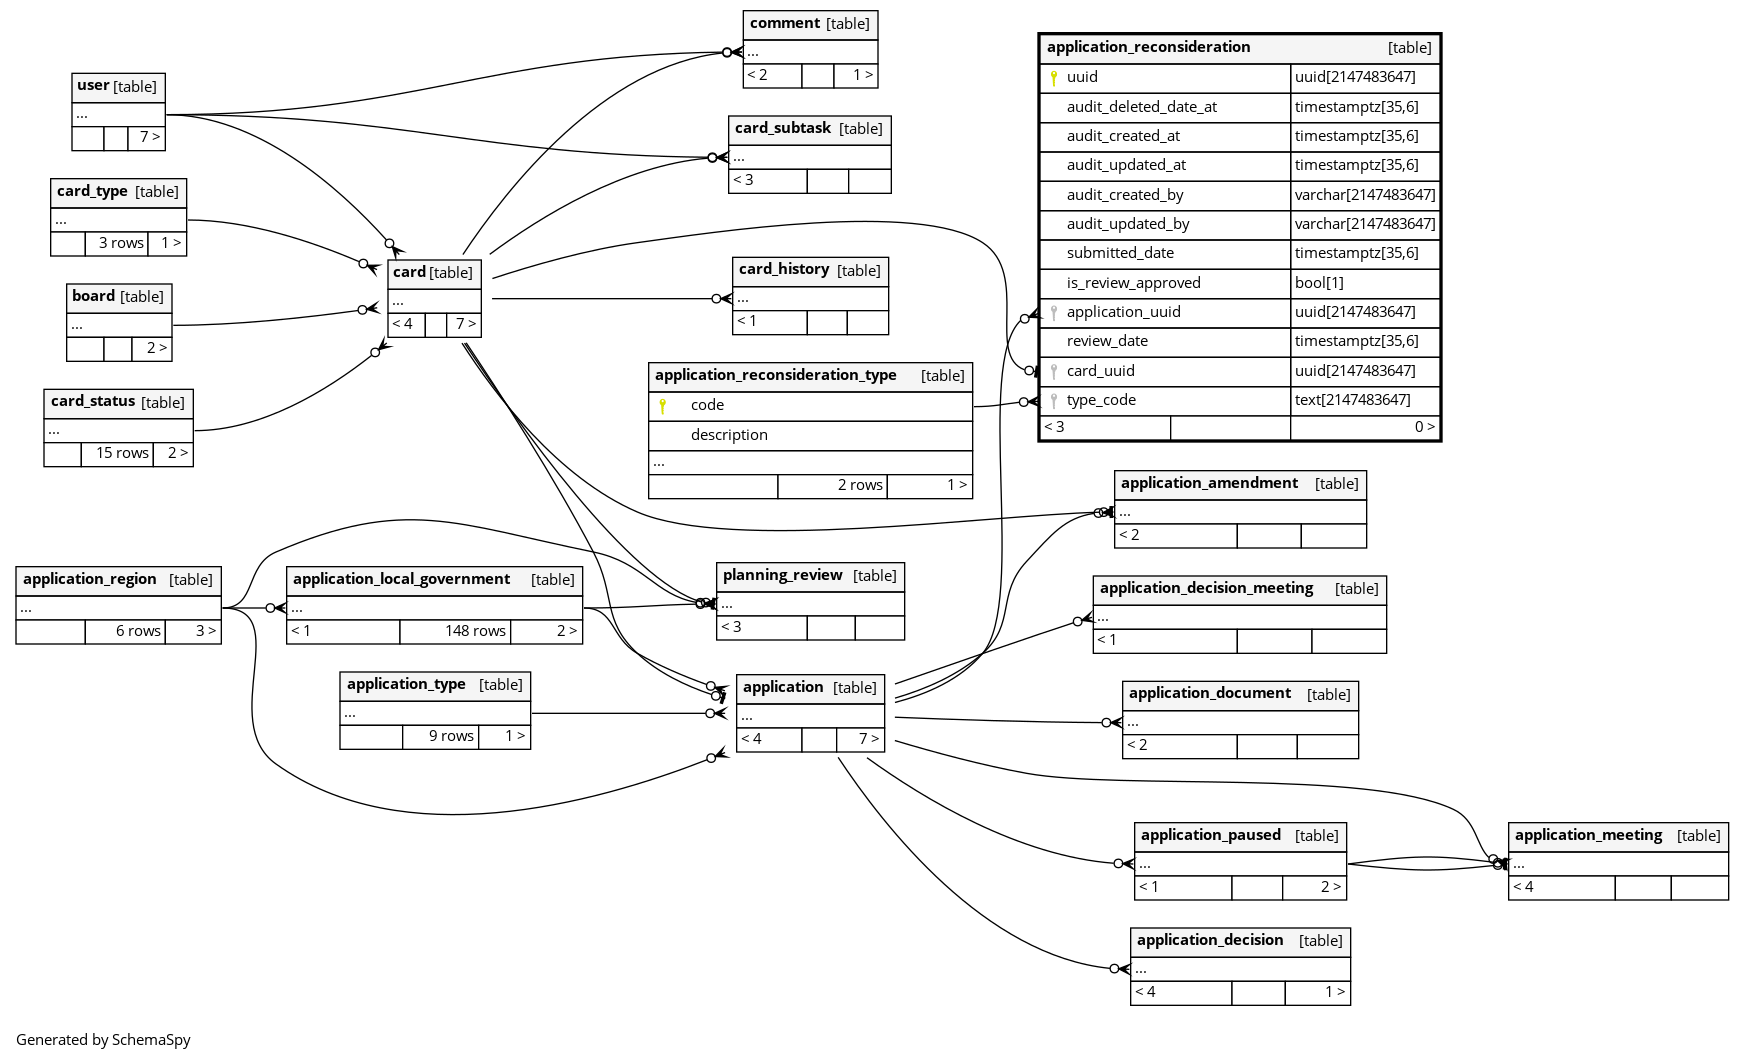 comment [table]
...
< 2 1 >
user [table]
...
7 >
card_subtask [table]
...
< 3
card_type [table]
...
3 rows 1 >
board [table]
...
2 >
card [table]
...
< 4 7 >
card_history [table]
...
< 1
card_status [table]
...
15 rows 2 >
application_reconsideration [table]
uuid uuid[2147483647]
audit_deleted_date_at timestamptz[35,6]
audit_created_at timestamptz[35,6]
audit_updated_at timestamptz[35,6]
audit_created_by varchar[2147483647]
audit_updated_by varchar[2147483647]
submitted_date timestamptz[35,6]
is_review_approved bool[1]
application_uuid uuid[2147483647]
review_date timestamptz[35,6]
card_uuid uuid[2147483647]
type_code text[2147483647]
< 3 0 >
application_reconsideration_type [table]
code
description
...
2 rows 1 >
application_amendment [table]
...
< 2
application_region [table]
...
6 rows 3 >
application_local_government [table]
...
< 1 148 rows 2 >
planning_review [table]
...
< 3
application_decision_meeting [table]
...
< 1
application_type [table]
...
9 rows 1 >
application [table]
...
< 4 7 >
application_document [table]
...
< 2
application_paused [table]
...
< 1 2 >
application_meeting [table]
...
< 4
application_decision [table]
...
< 4 1 >
Generated by SchemaSpy